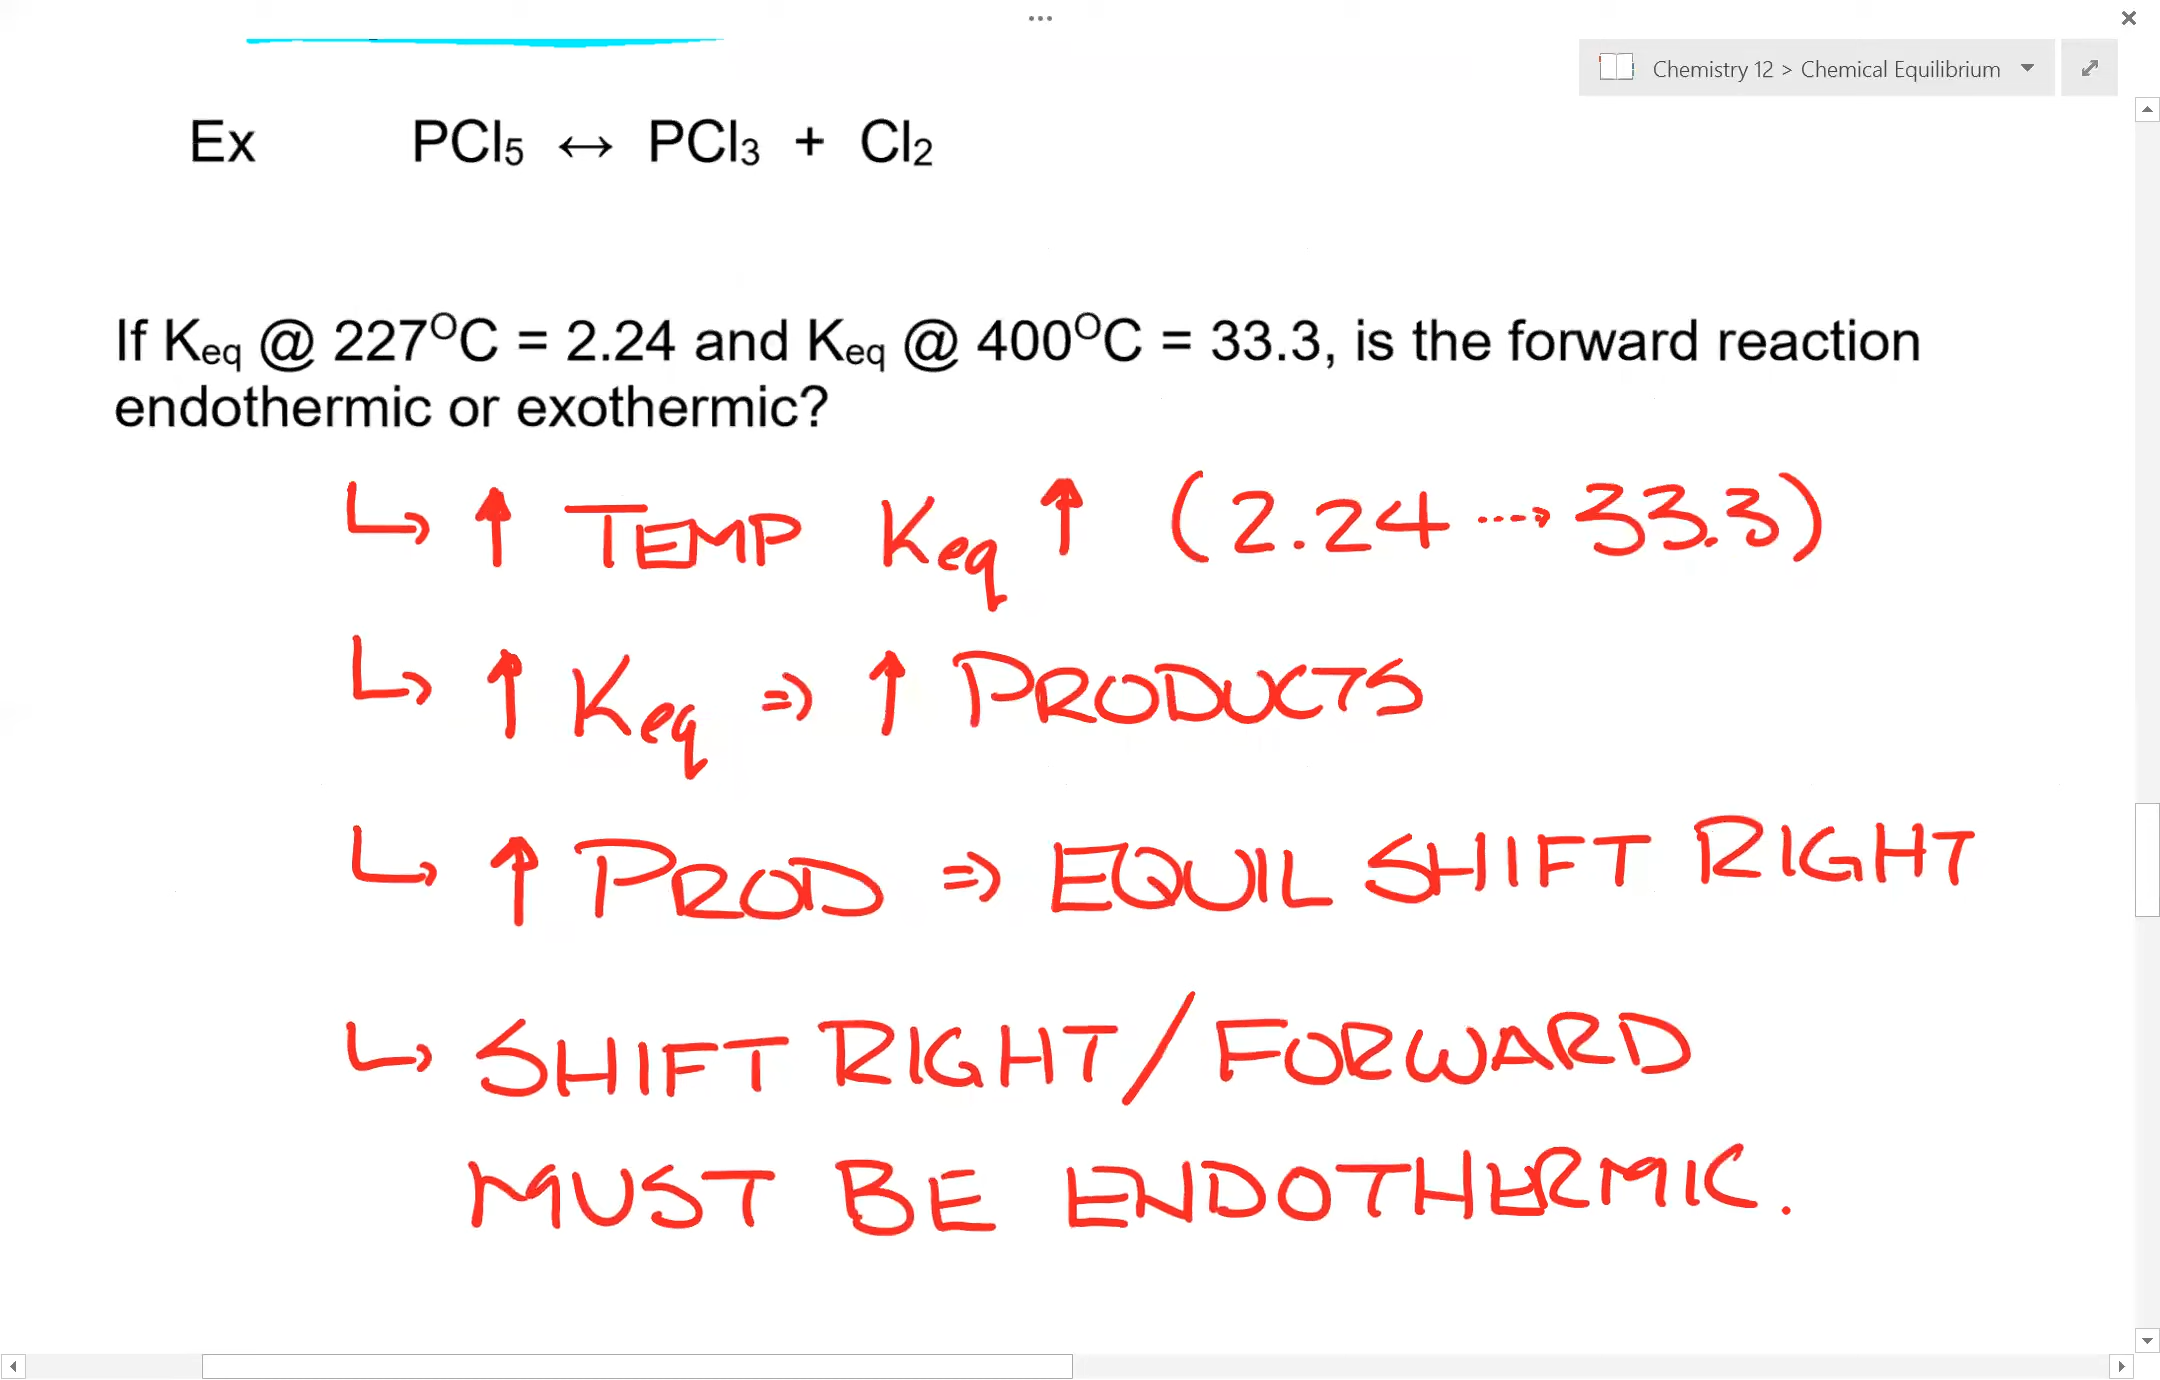 Chemistry 12 > Chemical Equilibrium
Ex PCl5 ↔ PCl3 + Cl2
If Keq @ 227°C = 2.24 and Keq @ 400°C = 33.3, is the forward reaction
endothermic or exothermic?
↳ ↑ TEMP Keq ↑ (2.24 ---> 33.3)
↳ ↑ Keq ⇒ ↑ PRODUCTS
↳ ↑ PROD ⇒ EQUIL SHIFT RIGHT
↳ SHIFT RIGHT/FORWARD
MUST BE ENDOTHERMIC.